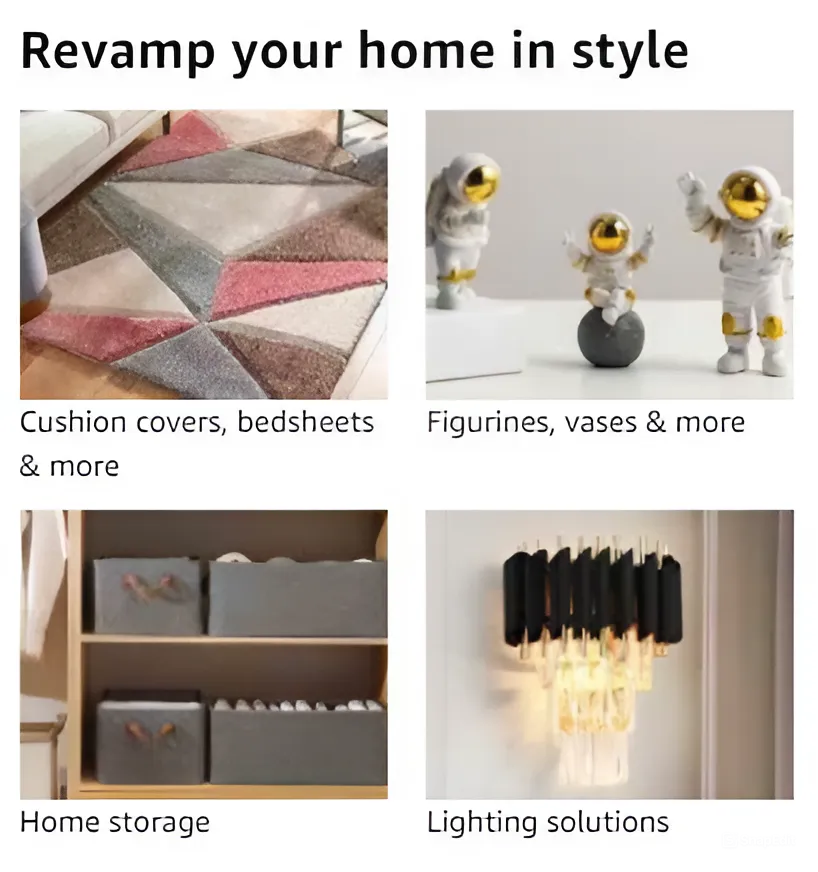 Revamp your home in style
Cushion covers, bedsheets
& more
Figurines, vases & more
Home storage
Lighting solutions